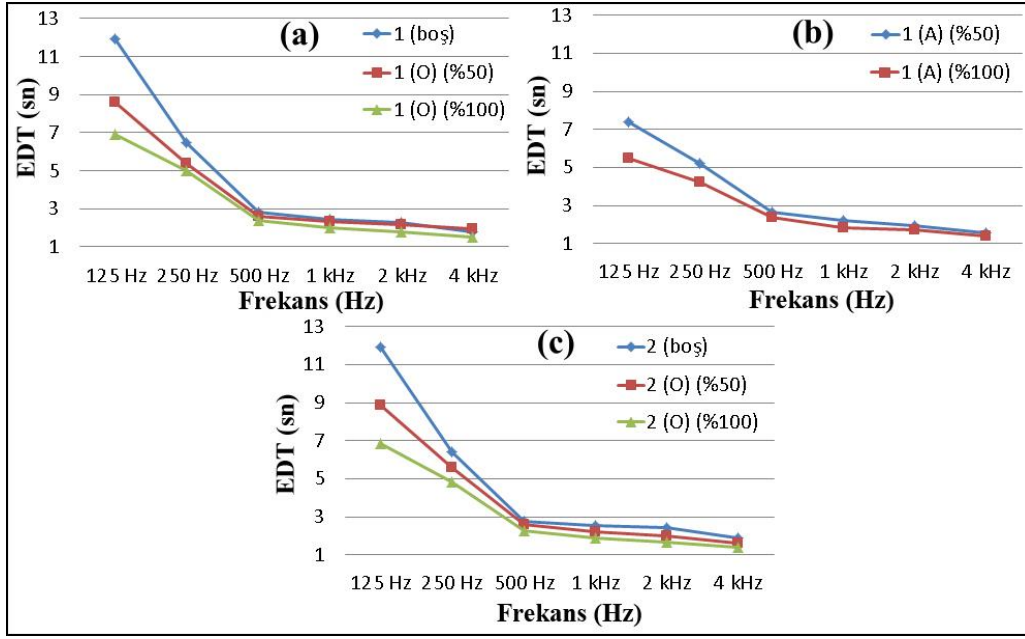 (a)
1 (boş)
1 (O) (%50)
1 (O) (%100)
EDT (sn)
13
11
9
7
5
3
1
125 Hz 250 Hz 500 Hz 1 kHz 2 kHz 4 kHz
Frekans (Hz)
(b)
1 (A) (%50)
1 (A) (%100)
EDT (sn)
13
11
9
7
5
3
1
125 Hz 250 Hz 500 Hz 1 kHz 2 kHz 4 kHz
Frekans (Hz)
(c)
2 (boş)
2 (O) (%50)
2 (O) (%100)
EDT (sn)
13
11
9
7
5
3
1
125 Hz 250 Hz 500 Hz 1 kHz 2 kHz 4 kHz
Frekans (Hz)